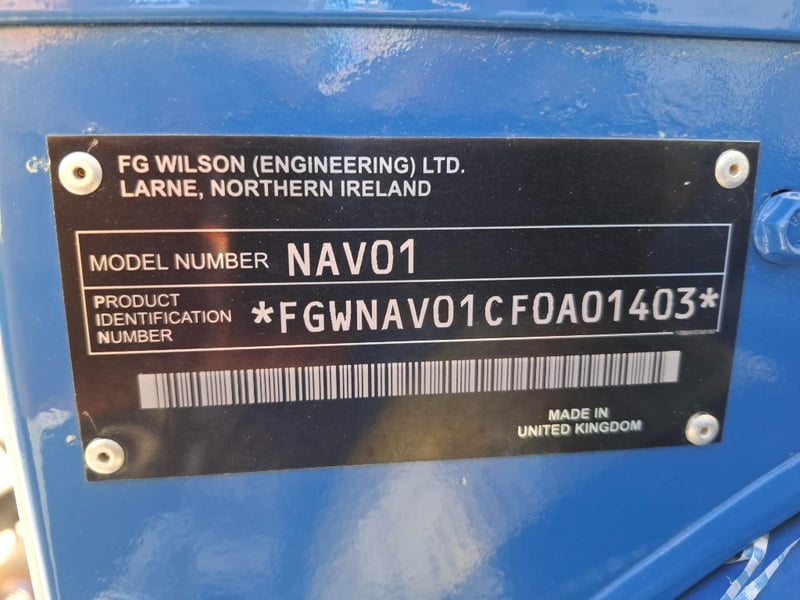 FG WILSON (ENGINEERING) LTD.
LARNE, NORTHERN IRELAND
MODEL NUMBER NAV01
PRODUCT
IDENTIFICATION
NUMBER
*FGWNAV01CF0A01403*
MADE IN
UNITED KINGDOM